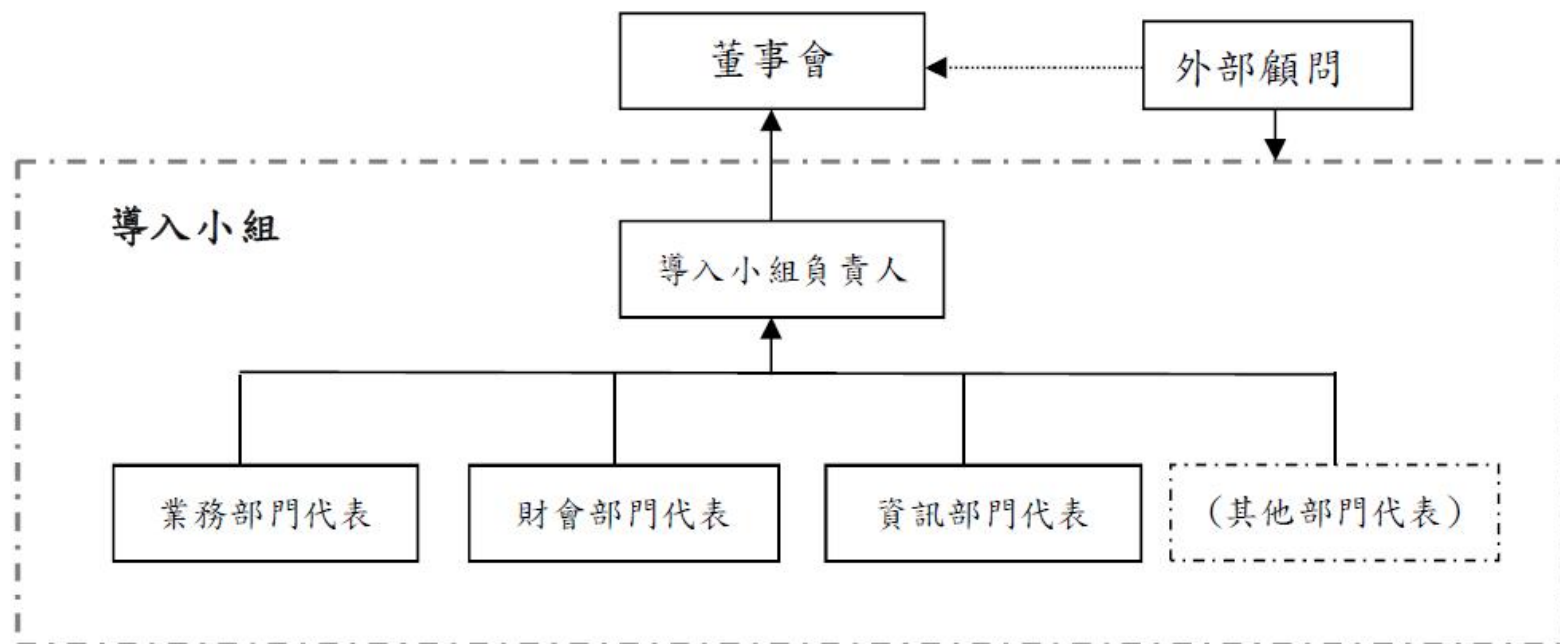 董事會
外部顧問
導入小組
導入小組負責人
業務部門代表
財會部門代表
資訊部門代表
(其他部門代表)